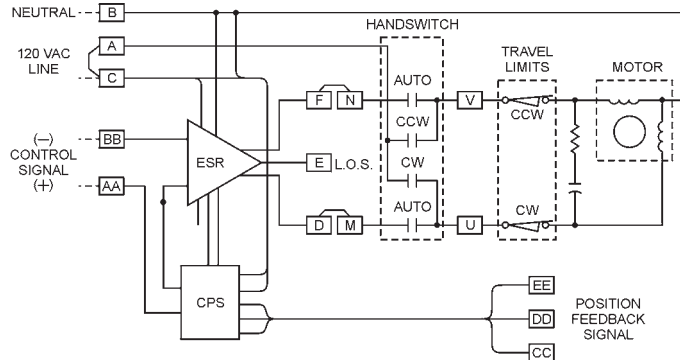 NEUTRAL
B
HANDSWITCH
A
120 VAC
LINE
C
TRAVEL
LIMITS
MOTOR
AUTO
F N
V
CCW
CCW
BB
(—)
CONTROL
SIGNAL
(+)
AA
ESR
E L.O.S.
CW
CW
AUTO
D M
U
CPS
EE
DD
CC
POSITION
FEEDBACK
SIGNAL